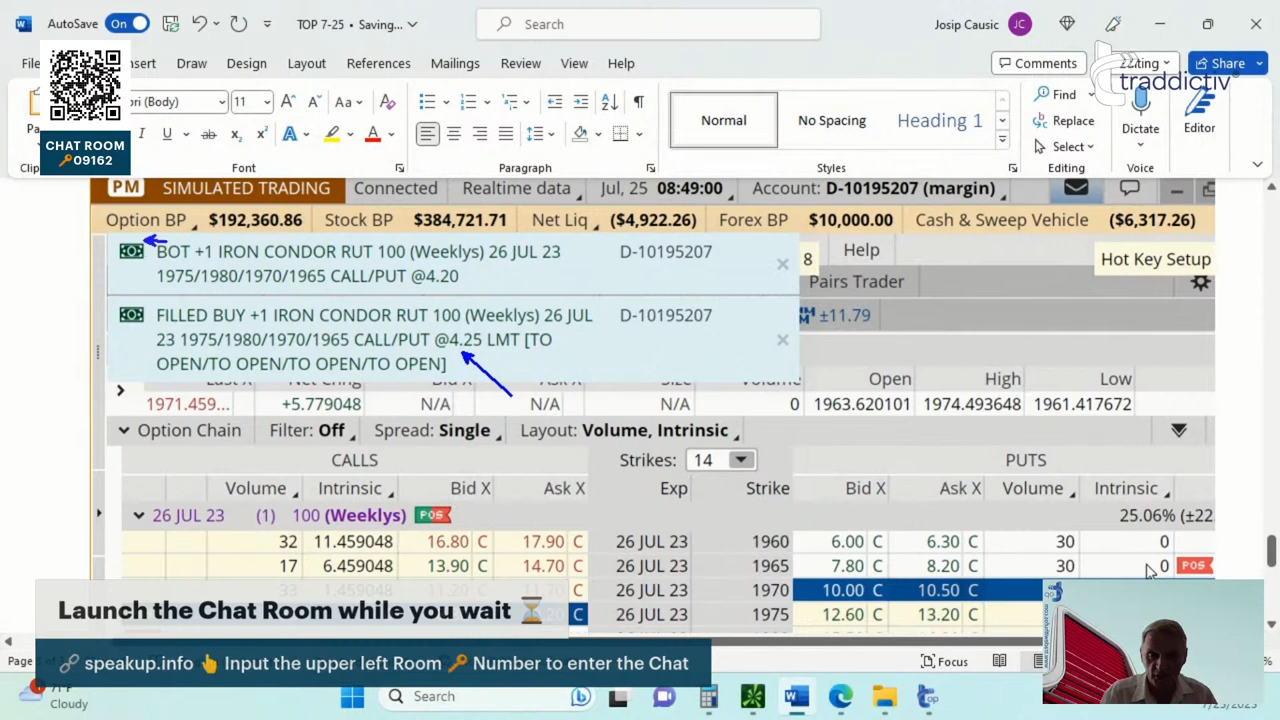 AutoSave On TOP 7-25 • Saving... Search Josip Causic JC
Insert Draw Design Layout References Mailings Review View Help Comments Editing Share
traddictiv®
CHAT ROOM
🔑09162
11 Aa Normal No Spacing Heading 1 Find
Replace
Select
Dictate Editor
Font Paragraph Styles Editing Voice Editor
PM SIMULATED TRADING Connected Realtime data Jul, 25 08:49:00 Account: D-10195207 (margin)
Option BP $192,360.86 Stock BP $384,721.71 Net Liq ($4,922.26) Forex BP $10,000.00 Cash & Sweep Vehicle ($6,317.26)
BOT +1 IRON CONDOR RUT 100 (Weeklys) 26 JUL 23 D-10195207
1975/1980/1970/1965 CALL/PUT @4.20
8 Help Hot Key Setup
Pairs Trader
FILLED BUY +1 IRON CONDOR RUT 100 (Weeklys) 26 JUL D-10195207 ±11.79
23 1975/1980/1970/1965 CALL/PUT @4.25 LMT [TO
OPEN/TO OPEN/TO OPEN/TO OPEN]
Last X Net Chng Bid X Ask X Size Volume Open High Low
1971.459... +5.779048 N/A N/A N/A 0 1963.620101 1974.493648 1961.417672
Option Chain Filter: Off Spread: Single Layout: Volume, Intrinsic
CALLS Strikes: 14 PUTS
Volume Intrinsic Bid X Ask X Exp Strike Bid X Ask X Volume Intrinsic
26 JUL 23 (1) 100 (Weeklys) POS 25.06% (±22.
32 11.459048 16.80 C 17.90 C 26 JUL 23 1960 6.00 C 6.30 C 30 0
17 6.459048 13.90 C 14.70 C 26 JUL 23 1965 7.80 C 8.20 C 30 0 POS
26 JUL 23 1970 10.00 C 10.50 C
C 26 JUL 23 1975 12.60 C 13.20 C
Launch the Chat Room while you wait ⏳
🔗 speakup.info 👆 Input the upper left Room 🔑 Number to enter the Chat
Focus
Cloudy Search